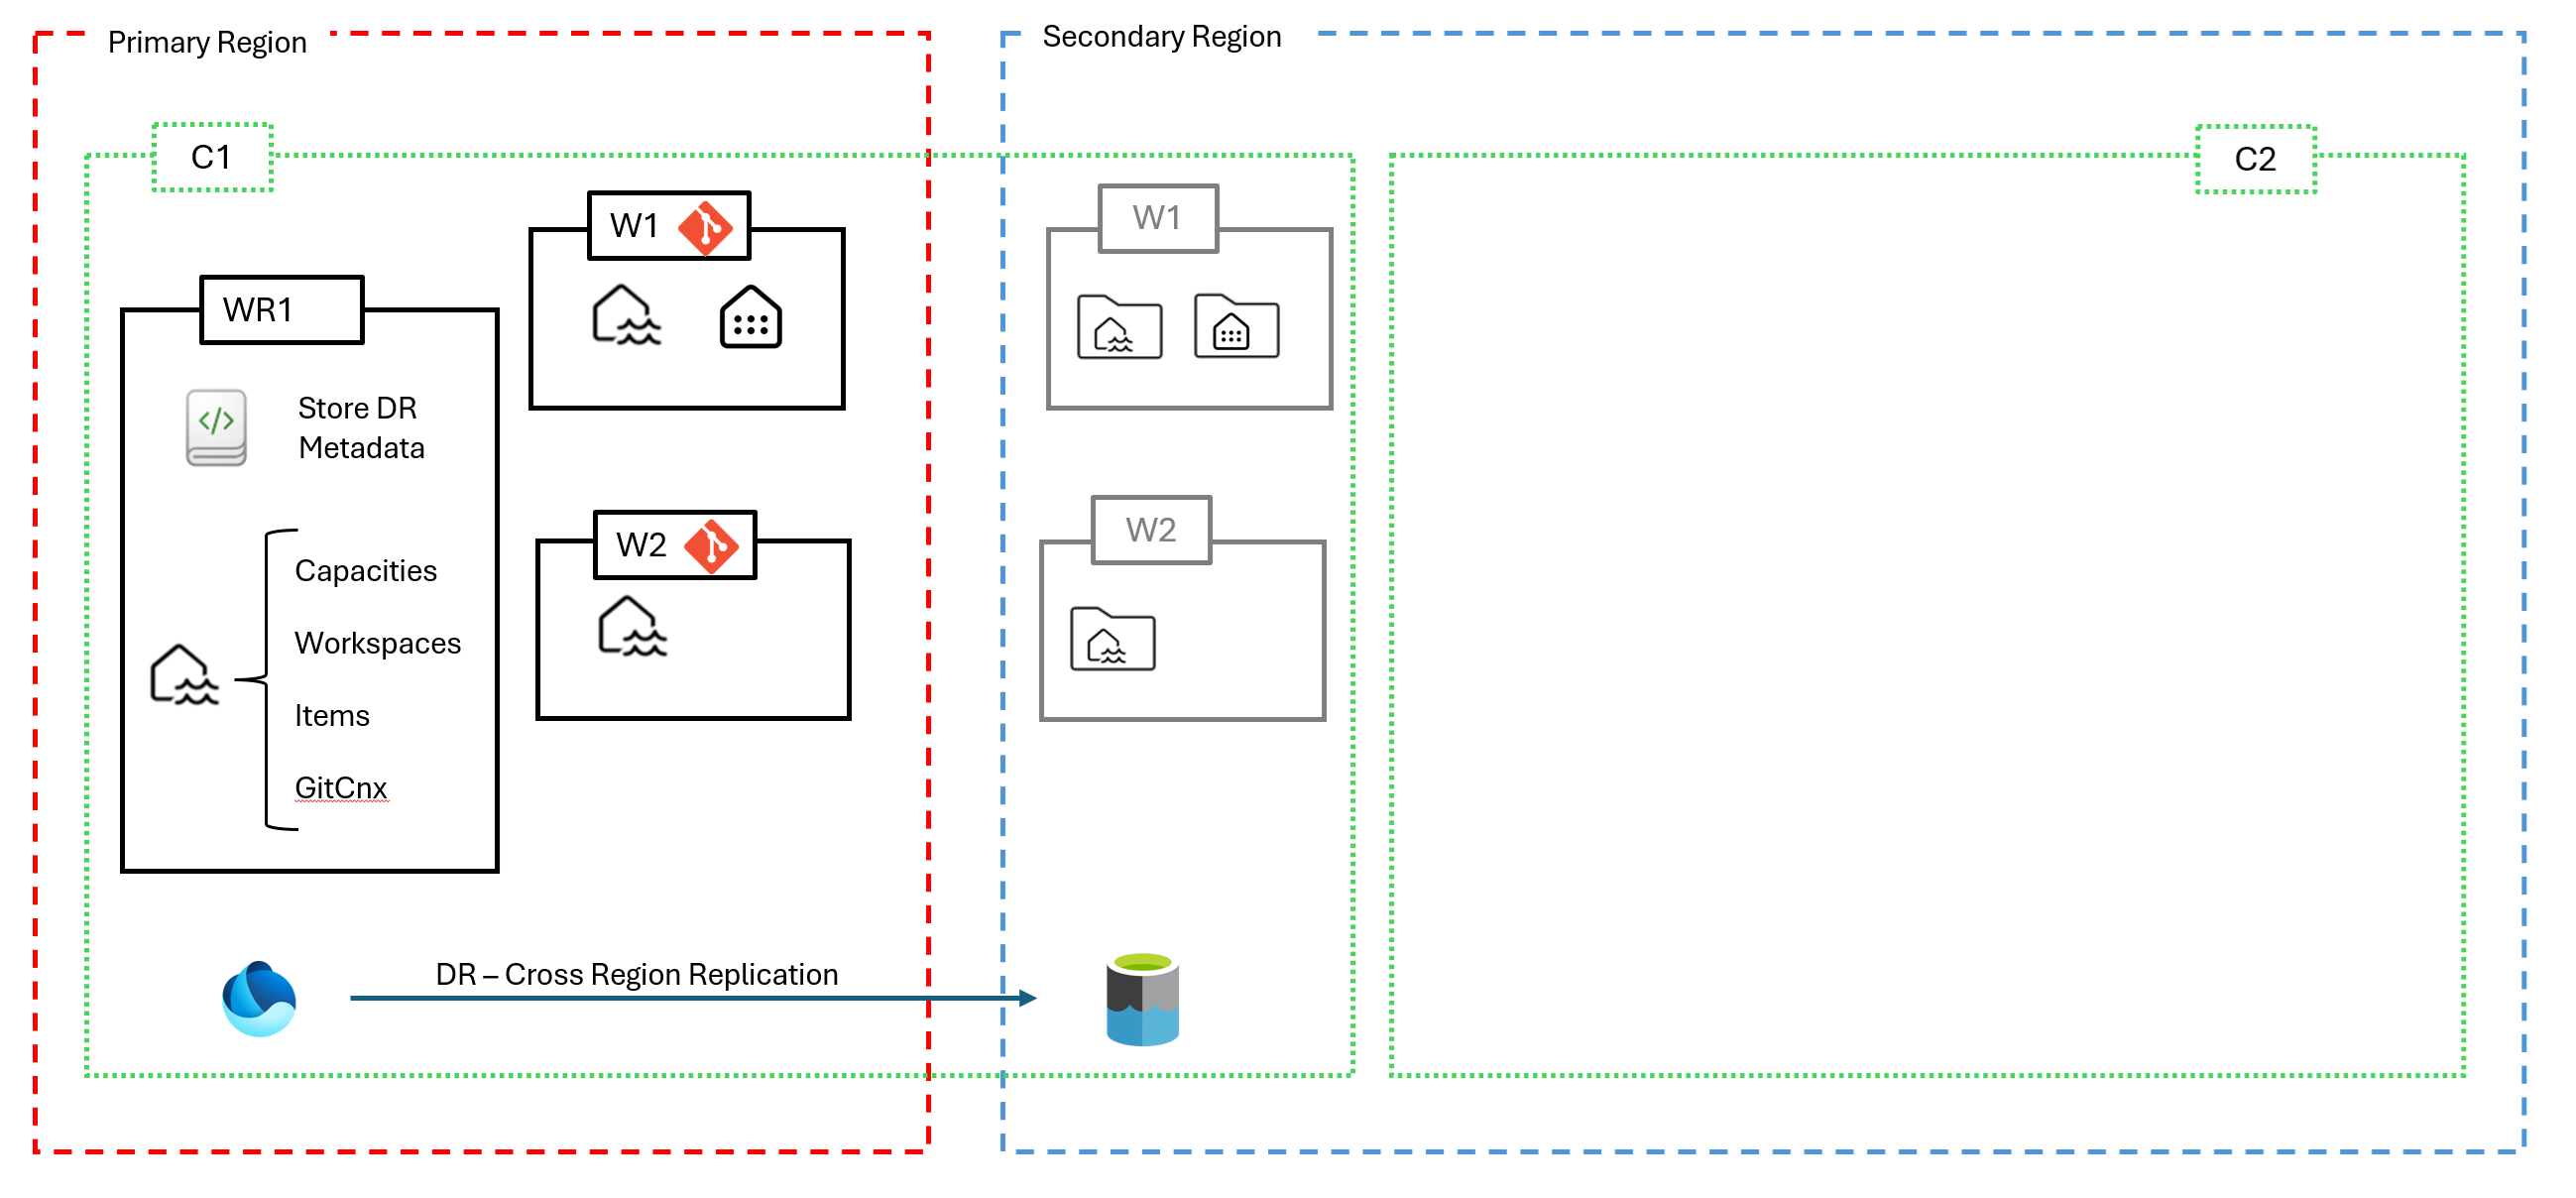 Primary Region
Secondary Region
C1
C2
W1
W1
WR1
</>
Store DR
Metadata
W2
W2
Capacities
Workspaces
Items
GitCnx
DR – Cross Region Replication